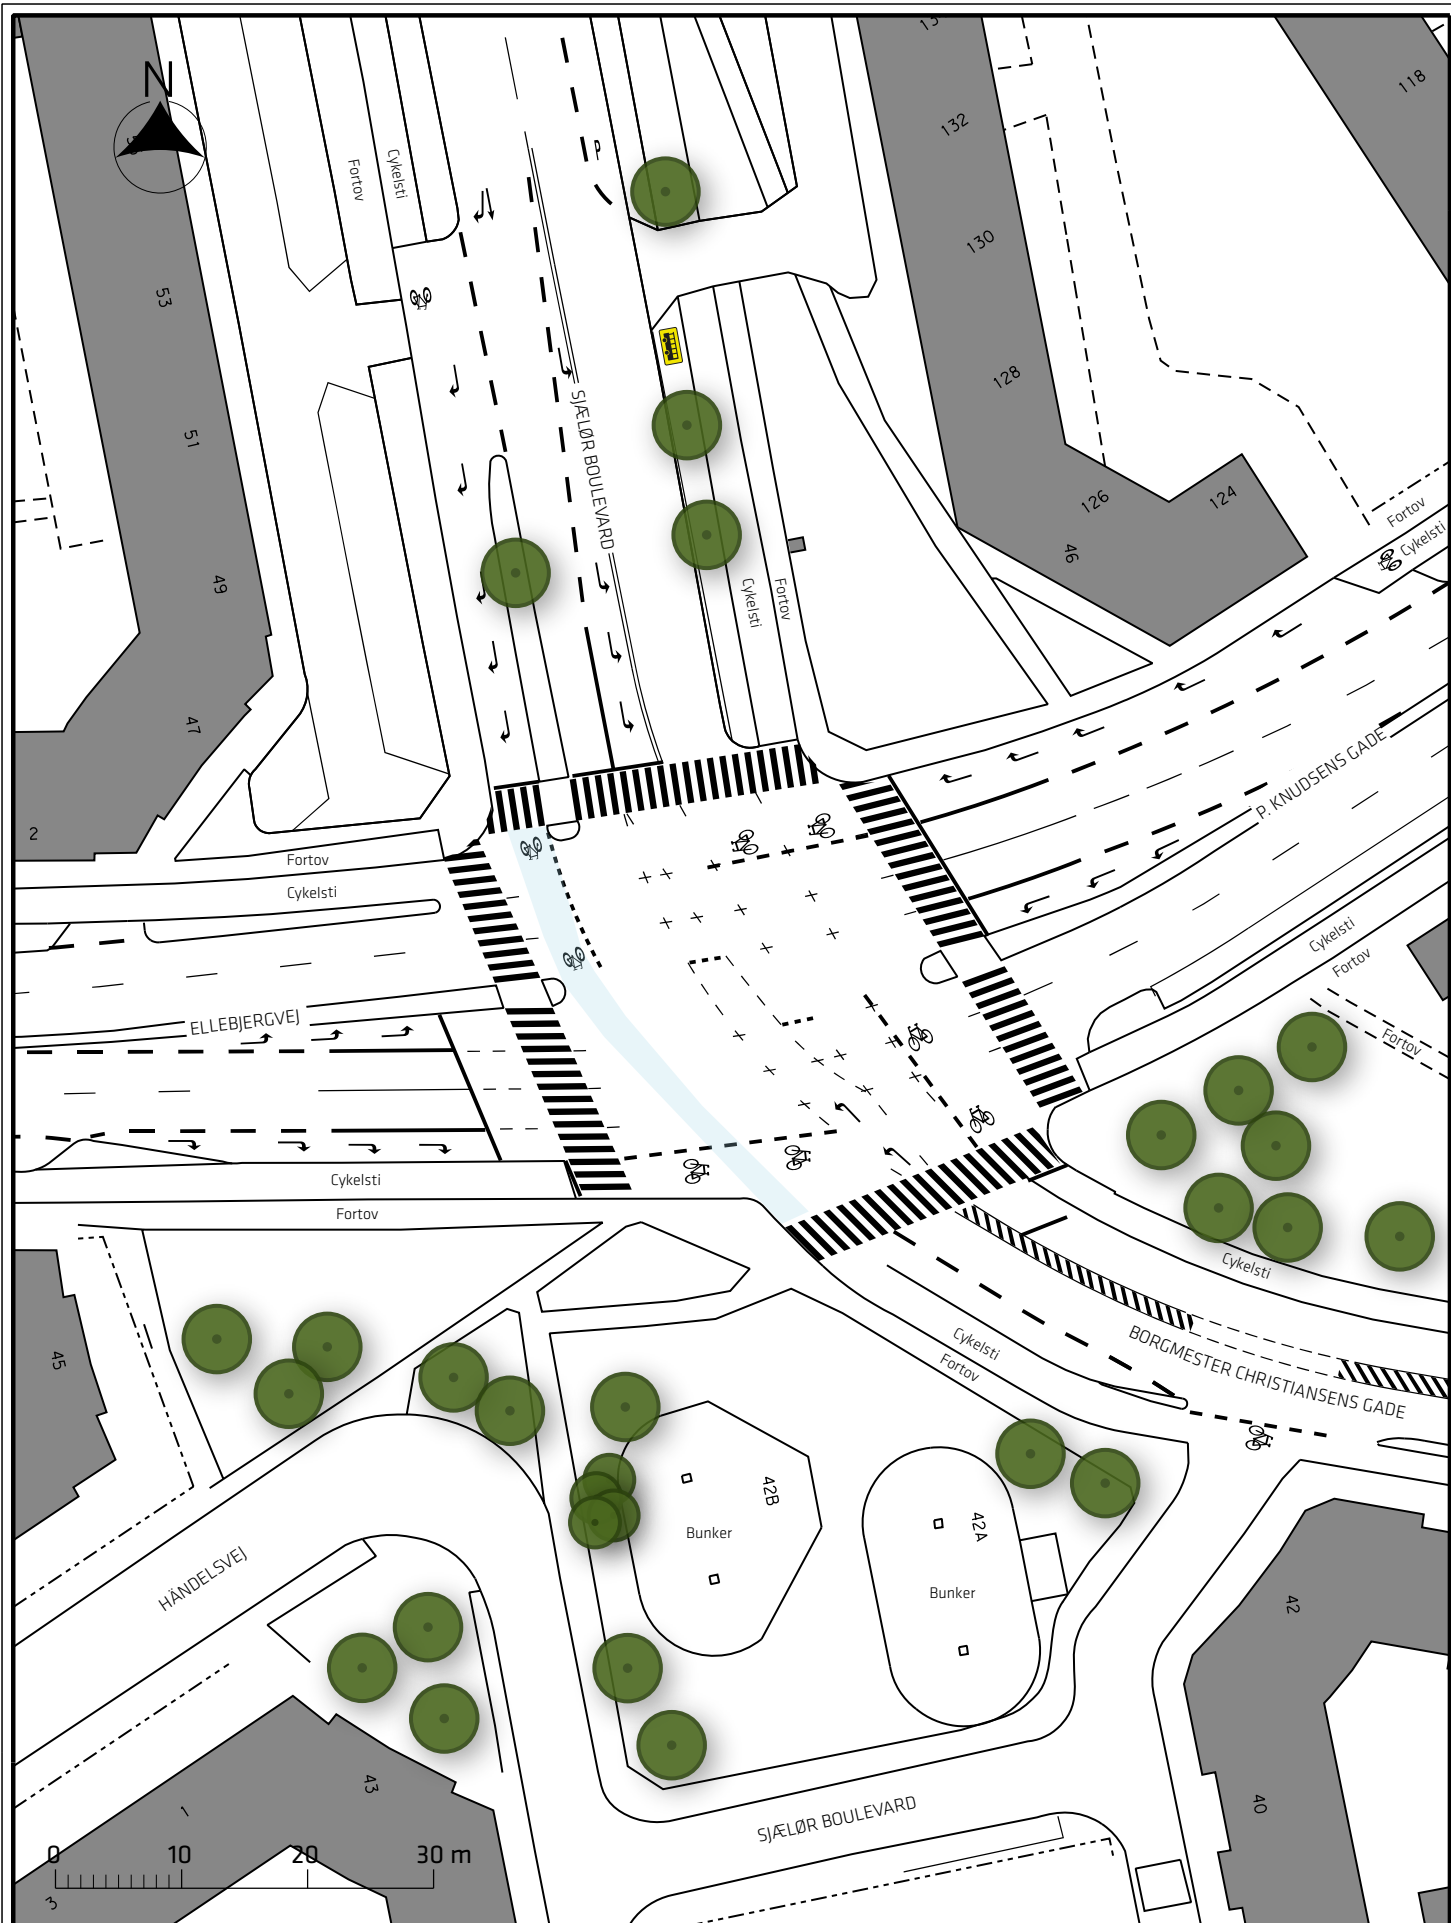 N
13
118
132
130
128
126
124
46
53
51
49
47
2
Fortov
Cykelsti
SJÆLØR BOULEVARD
Cykelsti
Fortov
Fortov
Cykelsti
P. KNUDSENS GADE
Cykelsti
Fortov
Fortov
Fortov
Cykelsti
ELLEBJERGVEJ
Cykelsti
Fortov
Cykelsti
BORGMESTER CHRISTIANSENS GADE
Cykelsti
Fortov
45
42B
Bunker
42A
Bunker
42
HÄNDELSVEJ
43
1
40
SJÆLØR BOULEVARD
0 10 20 30 m
3